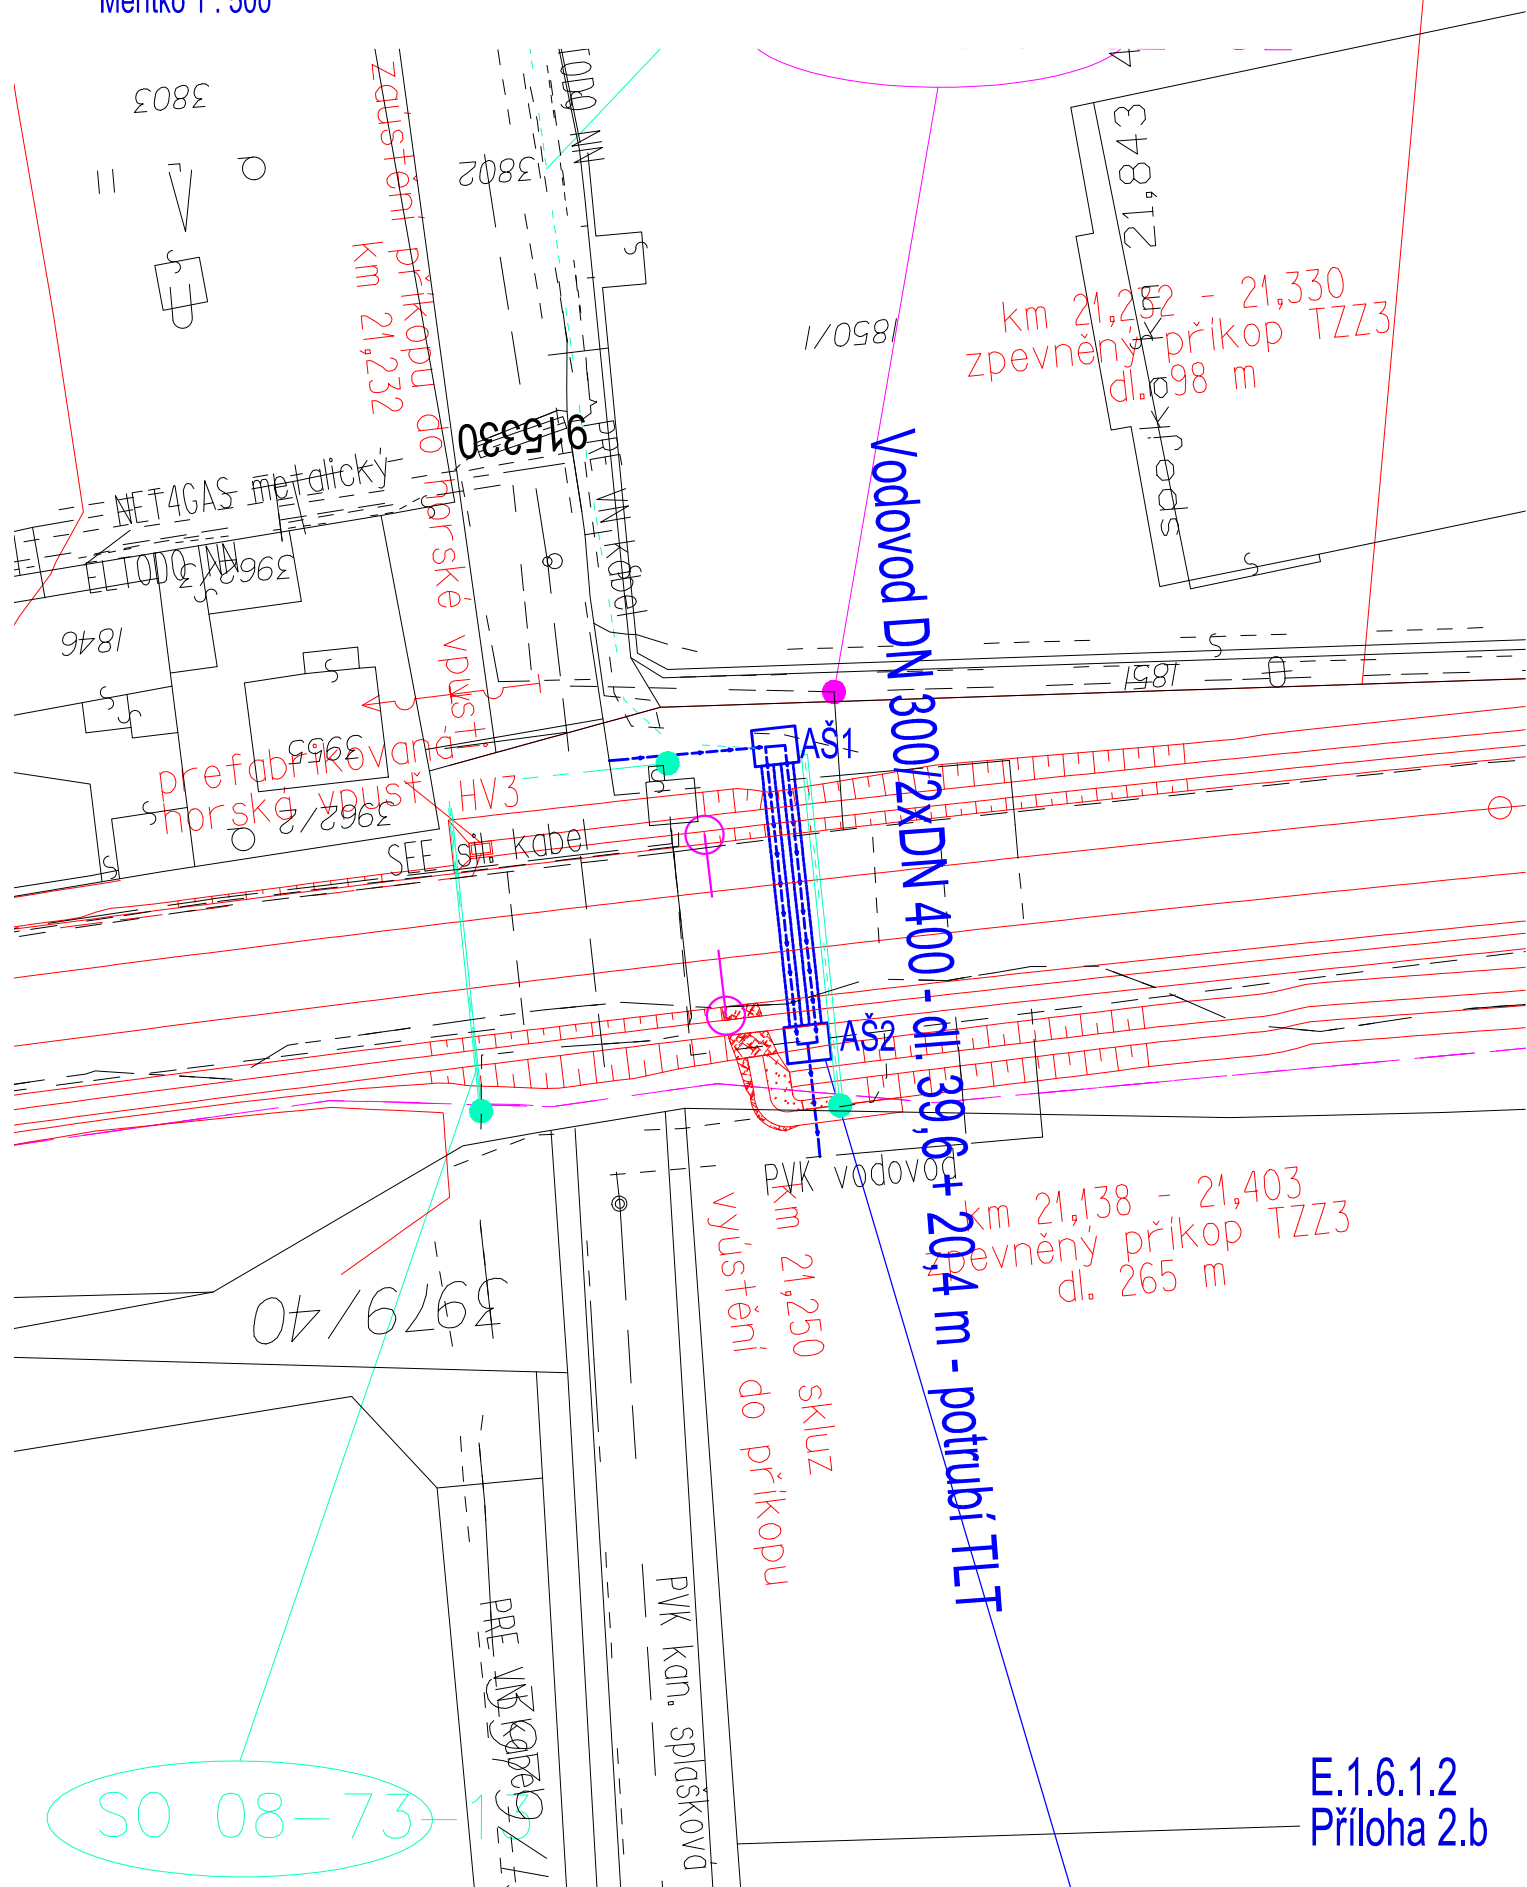 Měřítko 1 : 500
3803
3802
zaústění příkopu do horské vpusti
km 21,232
spojka km 21,843
km 21,232 - 21,330
zpevněný příkop TZZ3
dl. 98 m
1850/1
915330
NET4GAS metalický
ELTODO NN
3962/3
PRE VN kabel
1846
1851
3955
prefabrikovaná
horská vpusť
HV3
3962/2
SEE sil. kabel
AŠ1
AŠ2
Vodovod DN 300/2xDN 400 - dl. 39,6 + 20,4 m - potrubí TLT
PVK vodovod
km 21,138 - 21,403
zpevněný příkop TZZ3
dl. 265 m
km 21,250 skluz
vyústění do příkopu
3979/40
PRE VN kabel
PVK kan. splašková
SO 08-73-13
E.1.6.1.2
Příloha 2.b